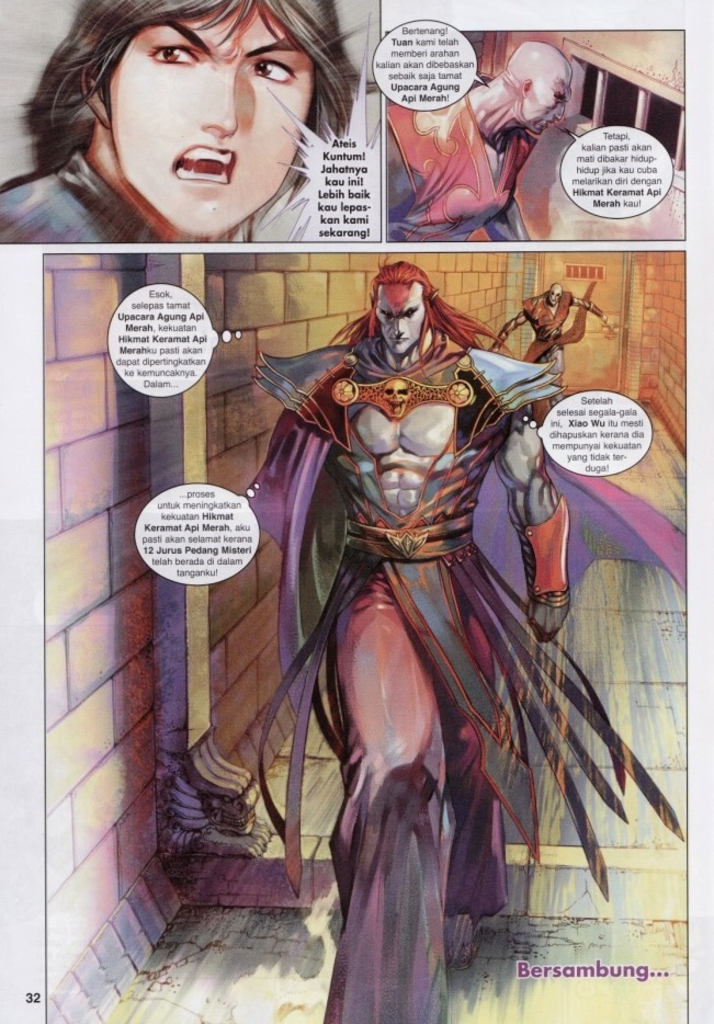 Ateis
Kuntum!
Jahatnya
kau ini!
Lebih baik
kau lepas-
kan kami
sekarang!
Bertenang!
Tuan kami telah
memberi arahan
kalian akan dibebaskan
sebaik saja tamat
Upacara Agung
Api Merah!
Tetapi,
kalian pasti akan
mati dibakar hidup-
hidup jika kau cuba
melarikan diri dengan
Hikmat Keramat Api
Merah kau!
Esok,
selepas tamat
Upacara Agung Api
Merah, kekuatan
Hikmat Keramat Api
Merahku pasti akan
dapat dipertingkatkan
ke kemuncaknya.
Dalam...
...proses
untuk meningkatkan
kekuatan Hikmat
Keramat Api Merah, aku
pasti akan selamat kerana
12 Jurus Pedang Misteri
telah berada di dalam
tanganku!
Setelah
selesai segala-gala
ini, Xiao Wu itu mesti
dihapuskan kerana dia
mempunyai kekuatan
yang tidak ter-
duga!
Bersambung...
32